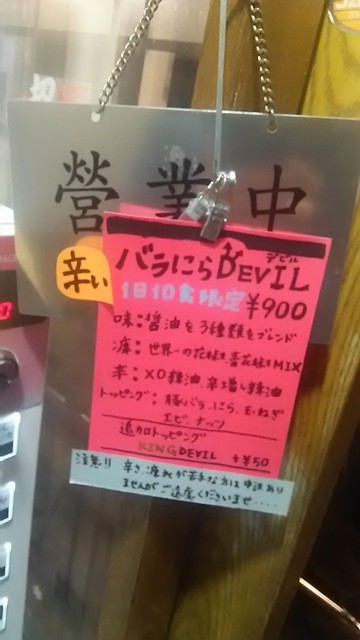 營業中
辛い
バラにらDEVIL
デビル
1日10食限定 ¥900
味:醤油を3種類をブレンド
麻:世界一の花椒と青花椒をMIX
辛:XO辣油、辛増し辣油
トッピング:豚バラ、にら、玉ねぎ
エビ、ナッツ
追加トッピング
KING DEVIL +¥50
注意!! 辛さ、痺れが苦手な方は申訳あり
ませんがご遠慮くださいませ.....
0